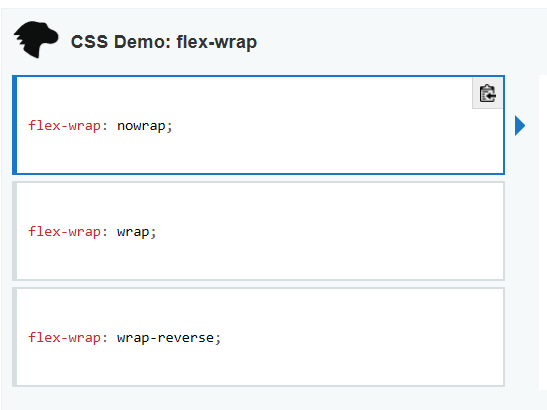 CSS Demo: flex-wrap
flex-wrap: nowrap;
flex-wrap: wrap;
flex-wrap: wrap-reverse;